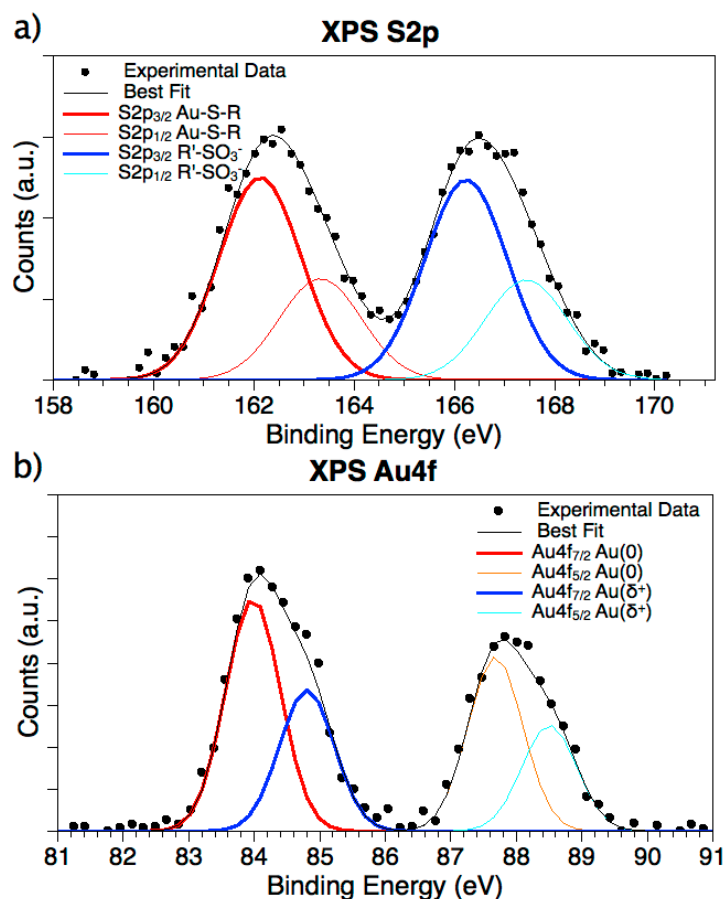 a)
XPS S2p
Experimental Data
Best Fit
S2p3/2 Au-S-R
S2p1/2 Au-S-R
S2p3/2 R'-SO3-
S2p1/2 R'-SO3-
Counts (a.u.)
158 160 162 164 166 168 170
Binding Energy (eV)
b)
XPS Au4f
Experimental Data
Best Fit
Au4f7/2 Au(0)
Au4f5/2 Au(0)
Au4f7/2 Au(δ+)
Au4f5/2 Au(δ+)
Counts (a.u.)
81 82 83 84 85 86 87 88 89 90 91
Binding Energy (eV)